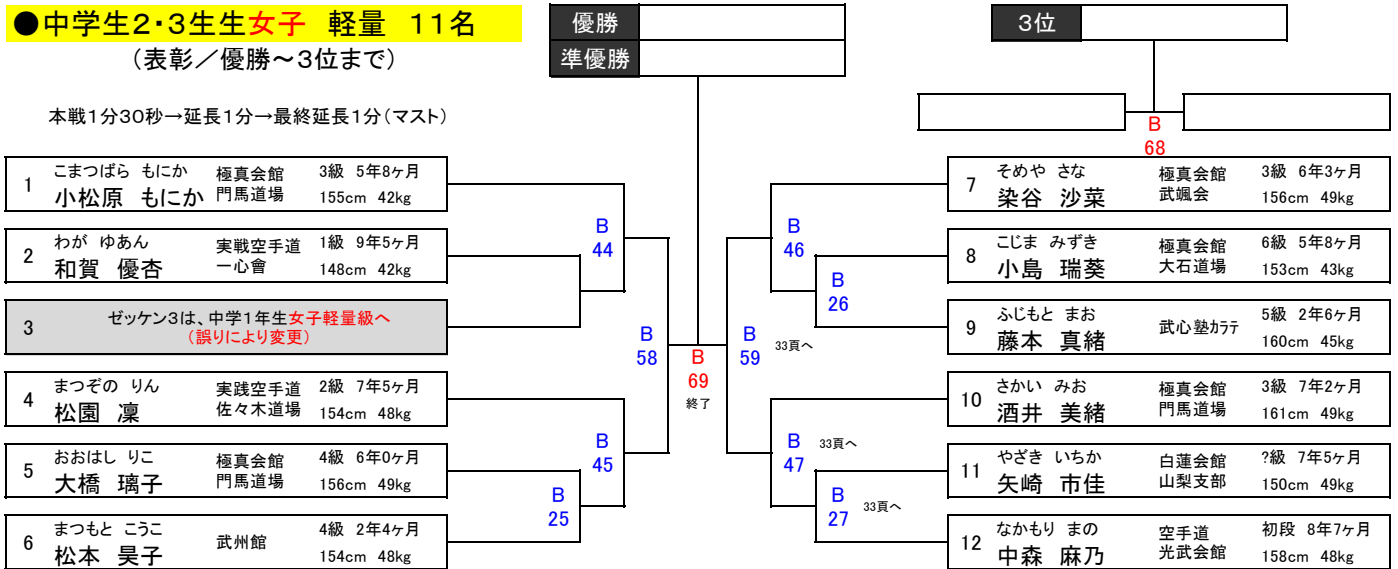 ●中学生2・3生生女子 軽量 11名
(表彰/優勝～3位まで)
本戦1分30秒→延長1分→最終延長1分(マスト)
優勝
準優勝
3位
B
68
1
こまつばら もにか
小松原 もにか
極真会館
門馬道場
3級 5年8ヶ月
155cm 42kg
2
わが ゆあん
和賀 優杏
実戦空手道
一心會
1級 9年5ヶ月
148cm 42kg
3
ゼッケン3は、中学1年生女子軽量級へ
(誤りにより変更)
4
まつぞの りん
松園 凜
実践空手道
佐々木道場
2級 7年5ヶ月
154cm 48kg
5
おおはし りこ
大橋 璃子
極真会館
門馬道場
4級 6年0ヶ月
156cm 49kg
6
まつもと こうこ
松本 昊子
武州館
4級 2年4ヶ月
154cm 48kg
B
44
B
45
B
25
B
58
B
69
終了
B
59
33頁へ
B
46
B
26
B
47
33頁へ
B
27
33頁へ
7
そめや さな
染谷 沙菜
極真会館
武颯会
3級 6年3ヶ月
156cm 49kg
8
こじま みずき
小島 瑞葵
極真会館
大石道場
6級 5年8ヶ月
153cm 43kg
9
ふじもと まお
藤本 真緒
武心塾カラテ
5級 2年6ヶ月
160cm 45kg
10
さかい みお
酒井 美緒
極真会館
門馬道場
3級 7年2ヶ月
161cm 49kg
11
やざき いちか
矢崎 市佳
白蓮会館
山梨支部
?級 7年5ヶ月
150cm 49kg
12
なかもり まの
中森 麻乃
空手道
光武会館
初段 8年7ヶ月
158cm 48kg